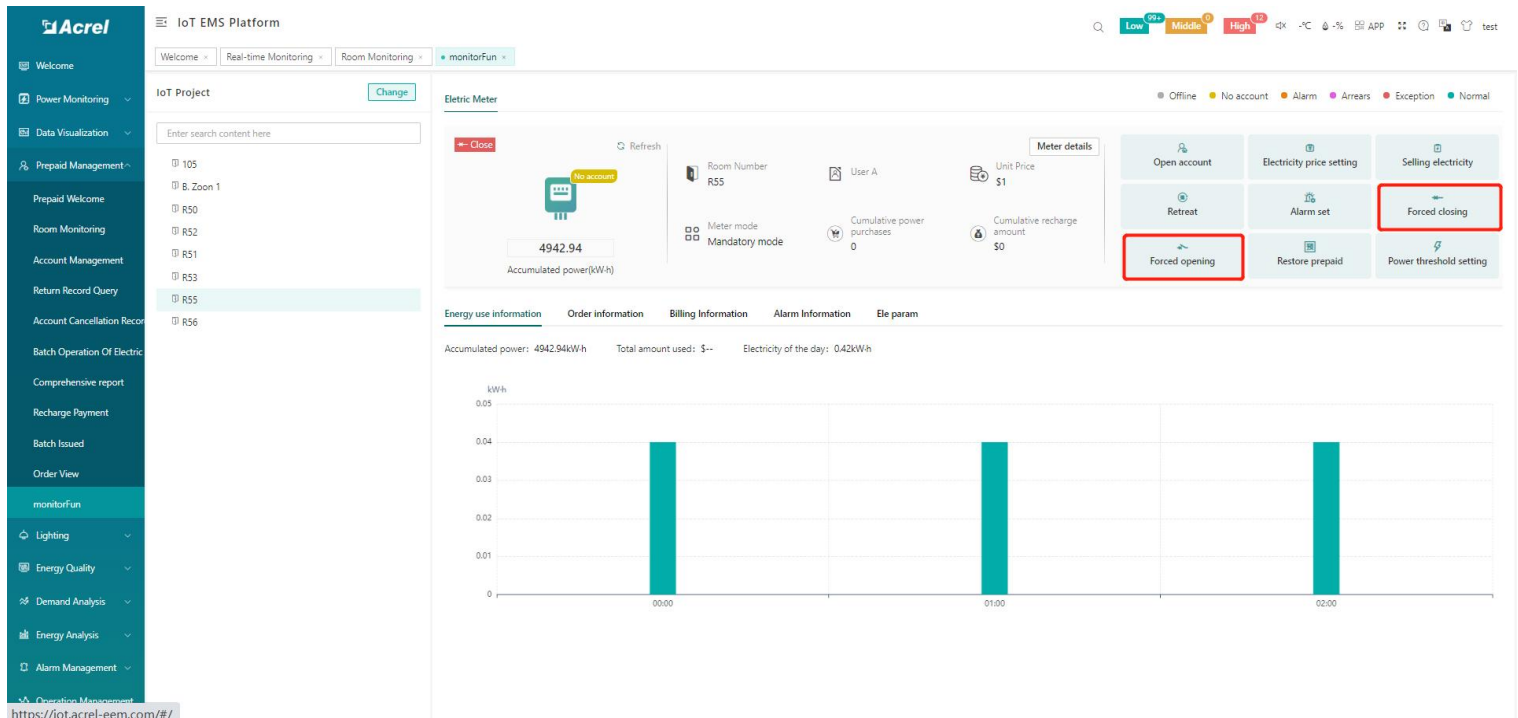 Acrel
IoT EMS Platform
Low 99+ Middle 0 High 12 -℃ -% APP test
Welcome × Real-time Monitoring × Room Monitoring × monitorFun ×
Welcome
Power Monitoring
Data Visualization
Prepaid Management
Prepaid Welcome
Room Monitoring
Account Management
Return Record Query
Account Cancellation Recor
Batch Operation Of Electric
Comprehensive report
Recharge Payment
Batch Issued
Order View
monitorFun
Lighting
Energy Quality
Demand Analysis
Energy Analysis
Alarm Management
Operation Management
https://iot.acrel-eem.com/#/
IoT Project
Change
Enter search content here
105
B. Zoon 1
R50
R52
R51
R53
R55
R56
Eletric Meter
Offline No account Alarm Arrears Exception Normal
Close
Refresh
No account
4942.94
Accumulated power(kW·h)
Meter details
Room Number
R55
User A
Unit Price
$1
Meter mode
Mandatory mode
Cumulative power
purchases
0
Cumulative recharge
amount
$0
Open account
Electricity price setting
Selling electricity
Retreat
Alarm set
Forced closing
Forced opening
Restore prepaid
Power threshold setting
Energy use information Order information Billing Information Alarm Information Ele param
Accumulated power: 4942.94kW·h Total amount used: $-- Electricity of the day: 0.42kW·h
kW·h
0.05
0.04
0.03
0.02
0.01
0
00:00 01:00 02:00